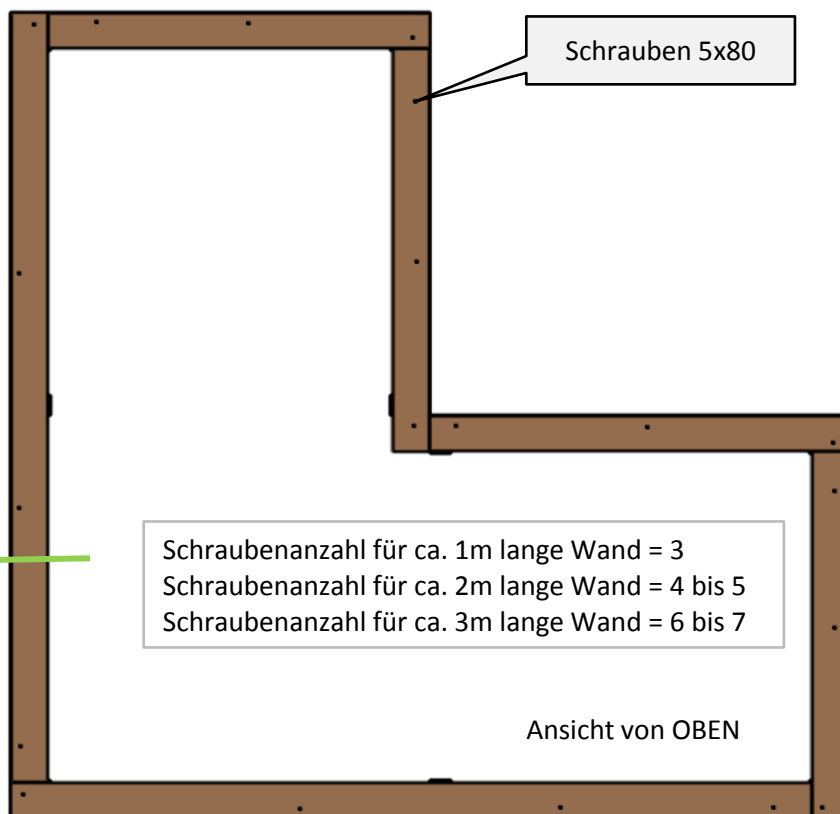 Schrauben 5x80
Schraubenanzahl für ca. 1m lange Wand = 3
Schraubenanzahl für ca. 2m lange Wand = 4 bis 5
Schraubenanzahl für ca. 3m lange Wand = 6 bis 7
Ansicht von OBEN